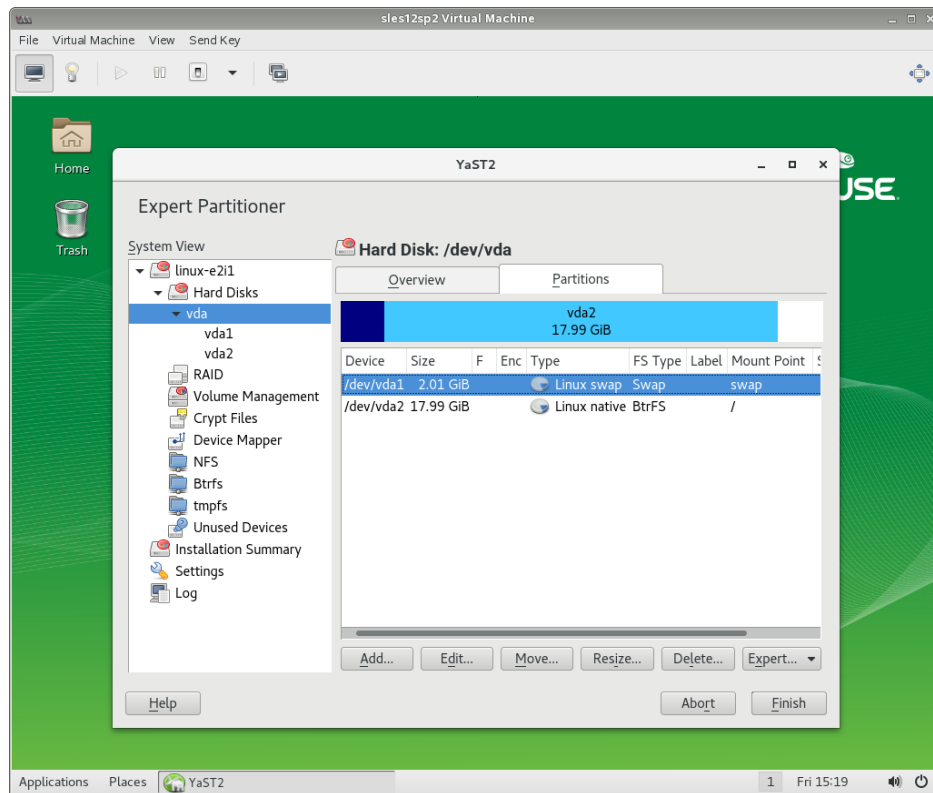 sles12sp2 Virtual Machine
File Virtual Machine View Send Key
Home
Trash
USE.
YaST2
Expert Partitioner
System View
linux-e2i1
Hard Disks
vda
vda1
vda2
RAID
Volume Management
Crypt Files
Device Mapper
NFS
Btrfs
tmpfs
Unused Devices
Installation Summary
Settings
Log
Hard Disk: /dev/vda
Overview Partitions
vda2
17.99 GiB
Device Size F Enc Type FS Type Label Mount Point
/dev/vda1 2.01 GiB Linux swap Swap swap
/dev/vda2 17.99 GiB Linux native BtrFS /
Add... Edit... Move... Resize... Delete... Expert...
Help Abort Finish
Applications Places YaST2 1 Fri 15:19